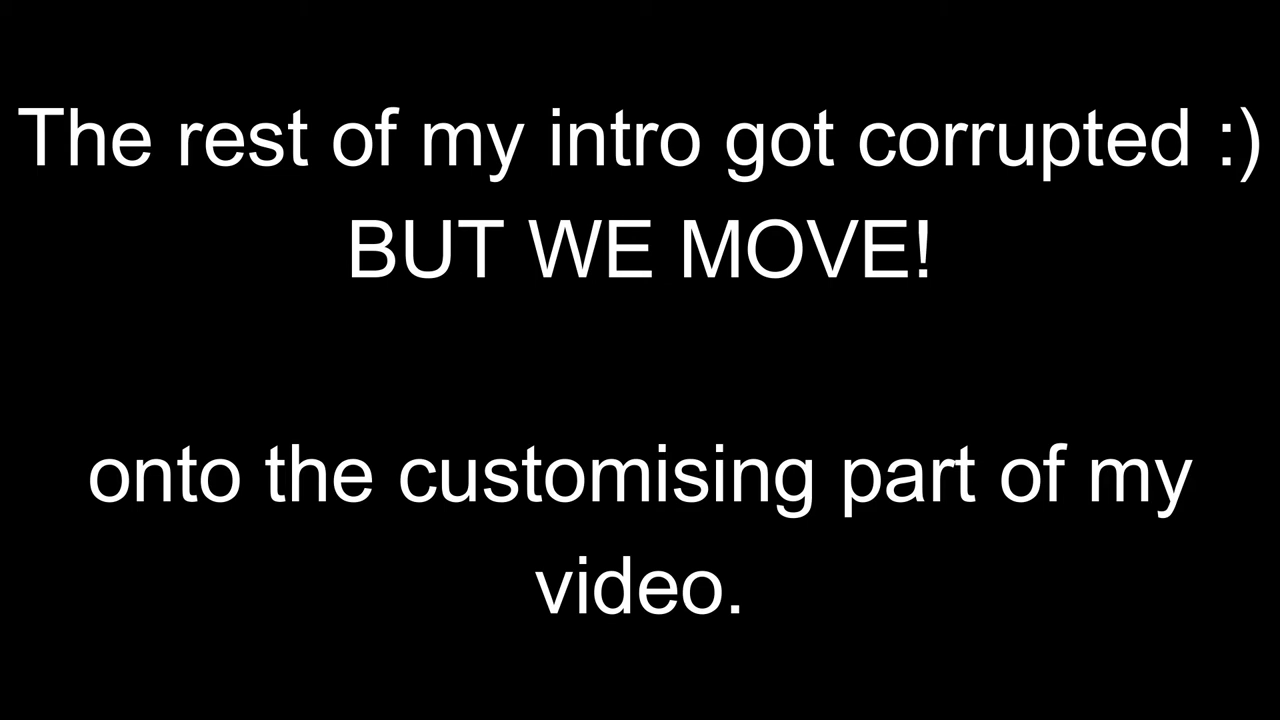 The rest of my intro got corrupted :)
BUT WE MOVE!
onto the customising part of my
video.